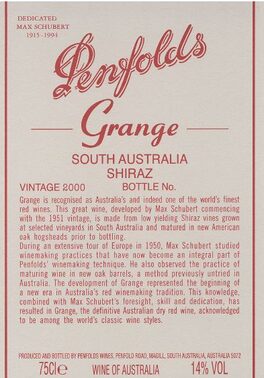 DEDICATED
MAX SCHUBERT
1915 - 1994
Penfolds
Grange
SOUTH AUSTRALIA
SHIRAZ
VINTAGE 2000 BOTTLE No.
Grange is recognised as Australia's and indeed one of the world's finest
red wines. This great wine, developed by Max Schubert commencing
with the 1951 vintage, is made from low yielding Shiraz vines grown
at selected vineyards in South Australia and matured in new American
oak hogsheads prior to bottling.
During an extensive tour of Europe in 1950, Max Schubert studied
winemaking practices that have now become an integral part of
Penfolds' winemaking technique. He also observed the practice of
maturing wine in new oak barrels, a method previously untried in
Australia. The development of Grange represented the beginning of
a new era in Australia's red winemaking tradition. This knowledge,
combined with Max Schubert's foresight, skill and dedication, has
resulted in Grange, the definitive Australian dry red wine, acknowledged
to be among the world's classic wine styles.
PRODUCED AND BOTTLED BY PENFOLDS WINES, PENFOLD ROAD, MAGILL, SOUTH AUSTRALIA, AUSTRALIA 5072
75Cl e WINE OF AUSTRALIA 14% VOL